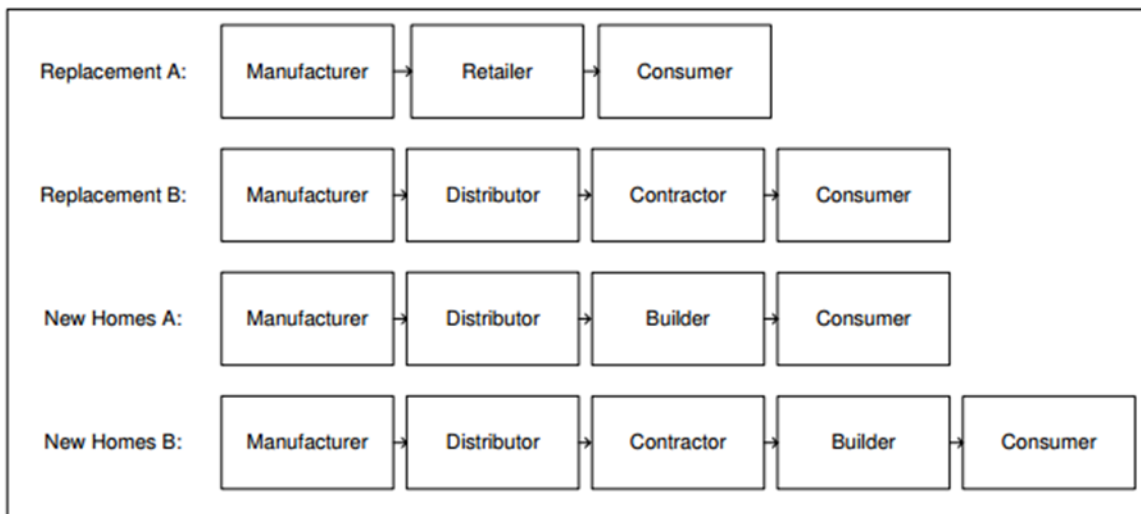 Replacement A: Manufacturer Retailer Consumer
Replacement B: Manufacturer Distributor Contractor Consumer
New Homes A: Manufacturer Distributor Builder Consumer
New Homes B: Manufacturer Distributor Contractor Builder Consumer